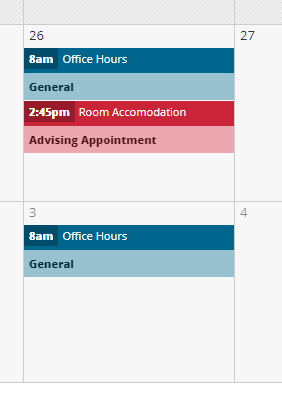 26
27
8am Office Hours
General
2:45pm Room Accomodation
Advising Appointment
3
4
8am Office Hours
General